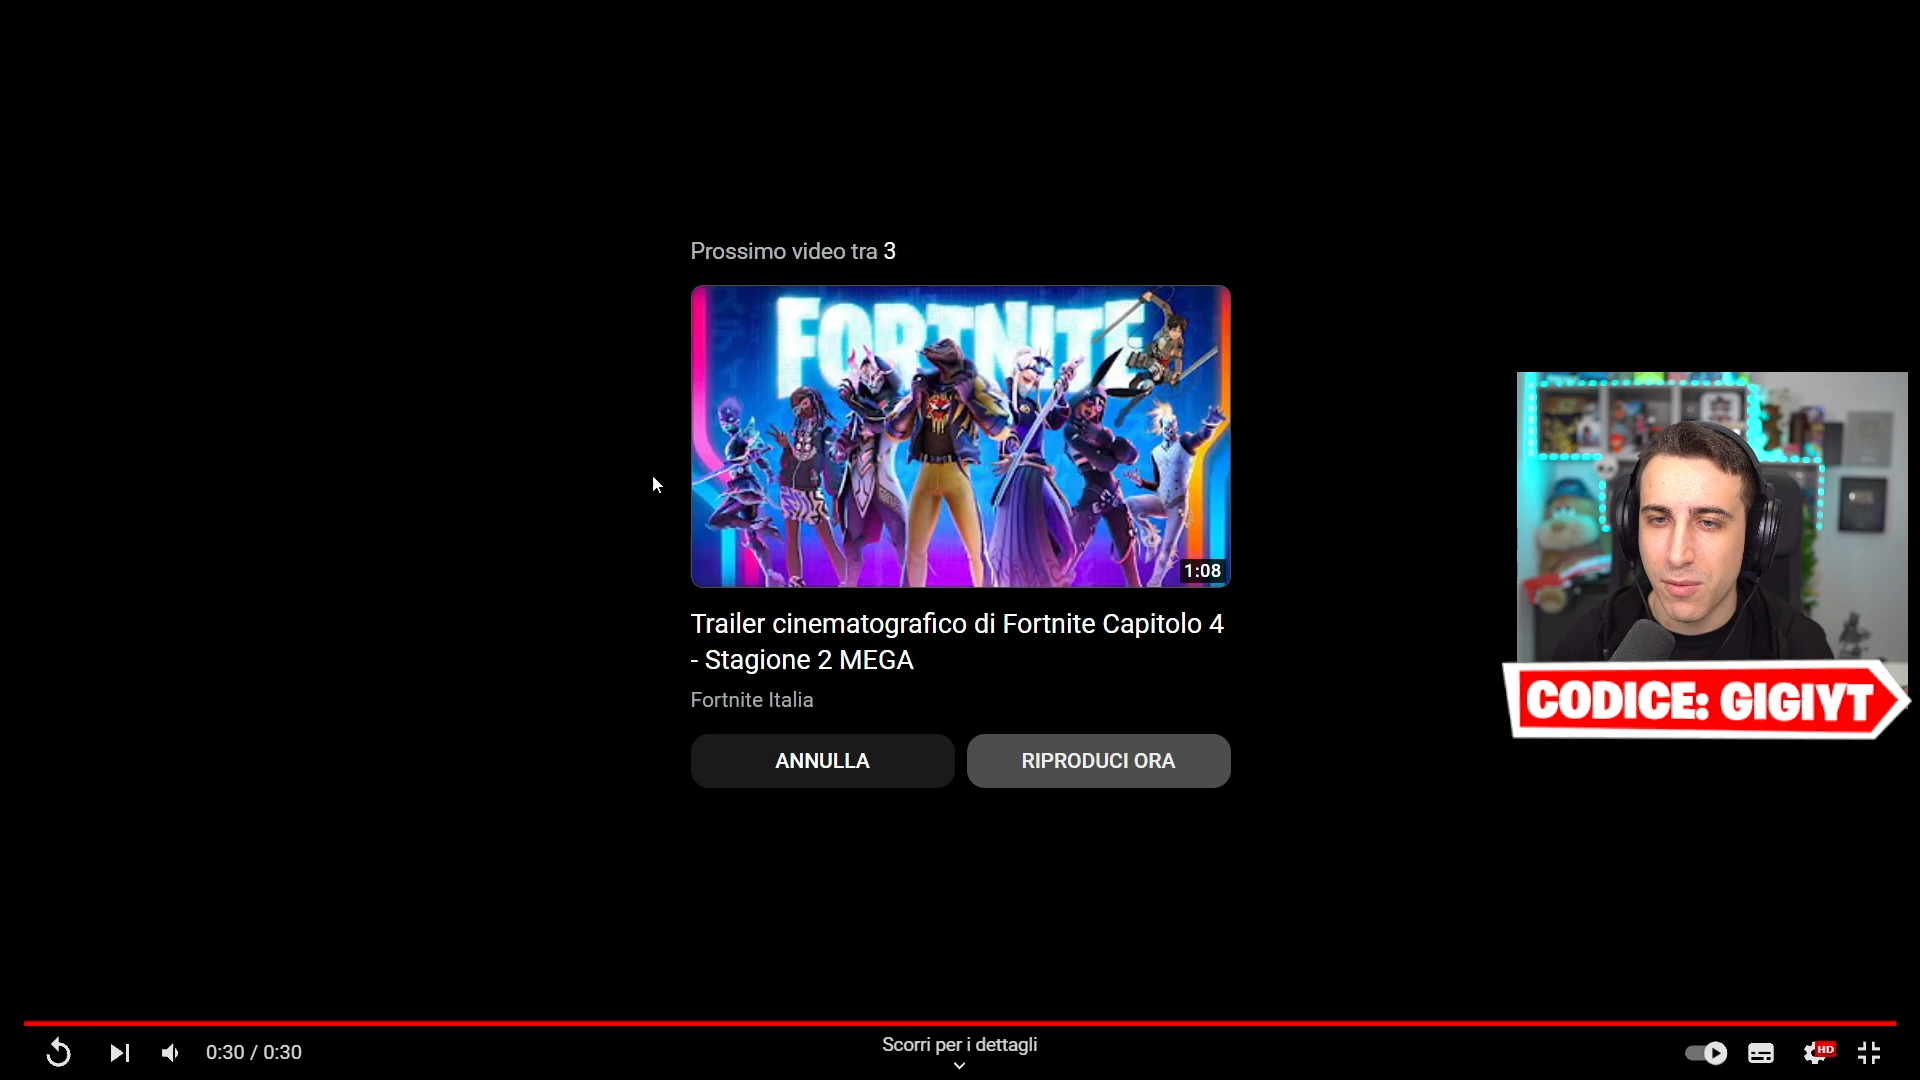 Prossimo video tra 3
FORTNITE
1:08
Trailer cinematografico di Fortnite Capitolo 4
- Stagione 2 MEGA
Fortnite Italia
ANNULLA
RIPRODUCI ORA
CODICE: GIGIYT
0:30 / 0:30
Scorri per i dettagli
HD